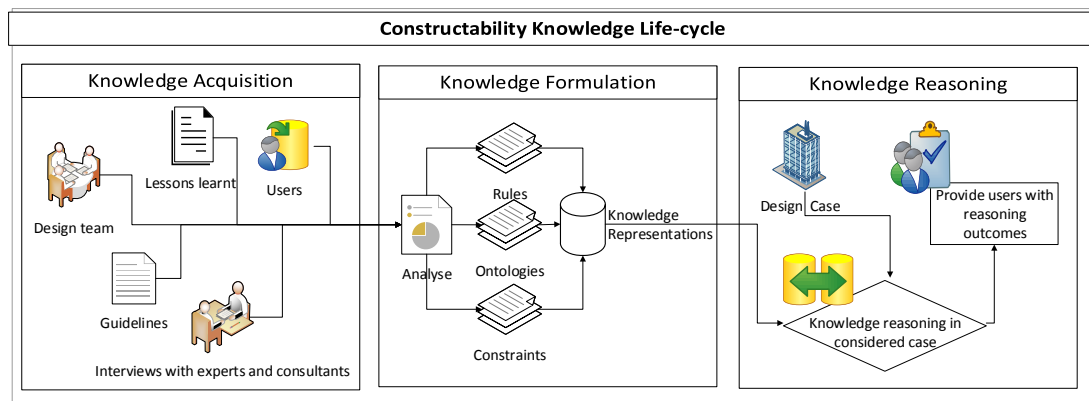 Constructability Knowledge Life-cycle
Knowledge Acquisition
Lessons learnt
Users
Design team
Guidelines
Interviews with experts and consultants
Knowledge Formulation
Analyse
Rules
Ontologies
Constraints
Knowledge
Representations
Knowledge Reasoning
Design Case
Provide users with
reasoning
outcomes
Knowledge reasoning in
considered case